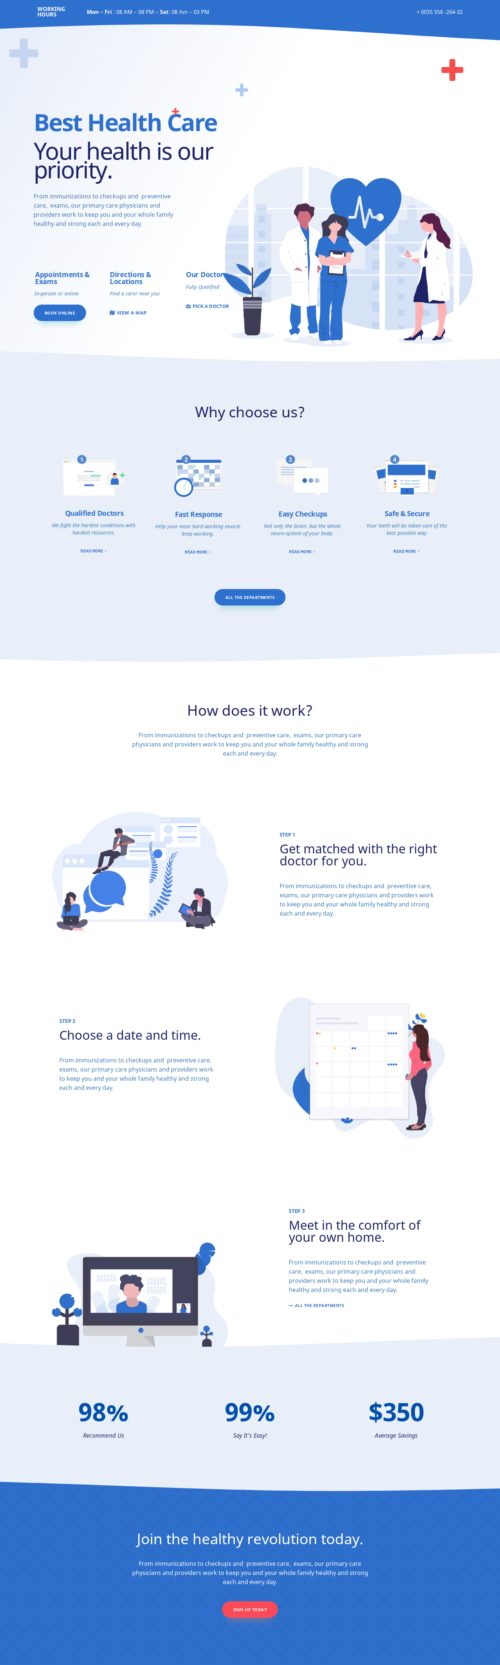 WORKING
HOURS
Mon – Fri : 08 AM – 08 PM – Sat: 08 Am – 03 PM
+ 0035 558 -264-32
Best Health Care
Your health is our
priority.
From immunizations to checkups and preventive
care, exams, our primary care physicians and
providers work to keep you and your whole family
healthy and strong each and every day.
Appointments &
Exams
In-person or online
BOOK ONLINE
Directions &
Locations
Find a carer near you
VIEW A MAP
Our Doctor
Fully Qualified
PICK A DOCTOR
Why choose us?
1
Qualified Doctors
We fight the hardest conditions with
hardest resources.
READ MORE
2
Fast Response
Help your most hard working muscle
keep working.
READ MORE
3
Easy Checkups
Not only the brain, but the whole
neuro-system of your body.
READ MORE
4
Safe & Secure
Your teeth will be taken care of the
best possible way
READ MORE
ALL THE DEPARTMENTS
How does it work?
From immunizations to checkups and preventive care, exams, our primary care
physicians and providers work to keep you and your whole family healthy and strong
each and every day.
STEP 1
Get matched with the right
doctor for you.
From immunizations to checkups and preventive care,
exams, our primary care physicians and providers work
to keep you and your whole family healthy and strong
each and every day.
STEP 2
Choose a date and time.
From immunizations to checkups and preventive care,
exams, our primary care physicians and providers work
to keep you and your whole family healthy and strong
each and every day.
STEP 3
Meet in the comfort of
your own home.
From immunizations to checkups and preventive
care, exams, our primary care physicians and
providers work to keep you and your whole family
healthy and strong each and every day.
— ALL THE DEPARTMENTS
98%
Recommend Us
99%
Say It's Easy!
$350
Average Savings
Join the healthy revolution today.
From immunizations to checkups and preventive care, exams, our primary care
physicians and providers work to keep you and your whole family healthy and strong
each and every day.
SIGN UP TODAY